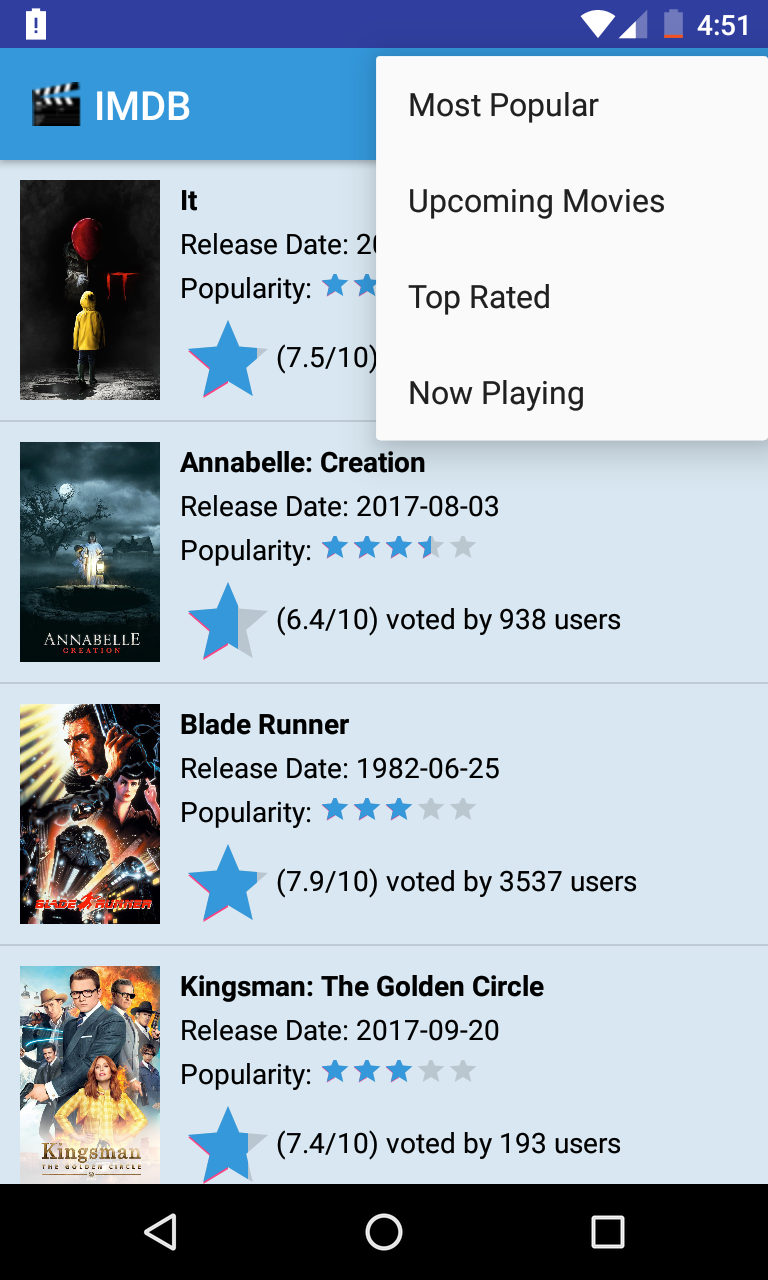 4:51
IMDB
Most Popular
Upcoming Movies
Top Rated
Now Playing
It
Release Date:
Popularity:
(7.5/10)
IT
Annabelle: Creation
Release Date: 2017-08-03
Popularity:
(6.4/10) voted by 938 users
ANNABELLE
CREATION
Blade Runner
Release Date: 1982-06-25
Popularity:
(7.9/10) voted by 3537 users
BLADE RUNNER
Kingsman: The Golden Circle
Release Date: 2017-09-20
Popularity:
(7.4/10) voted by 193 users
Kingsman
THE GOLDEN CIRCLE